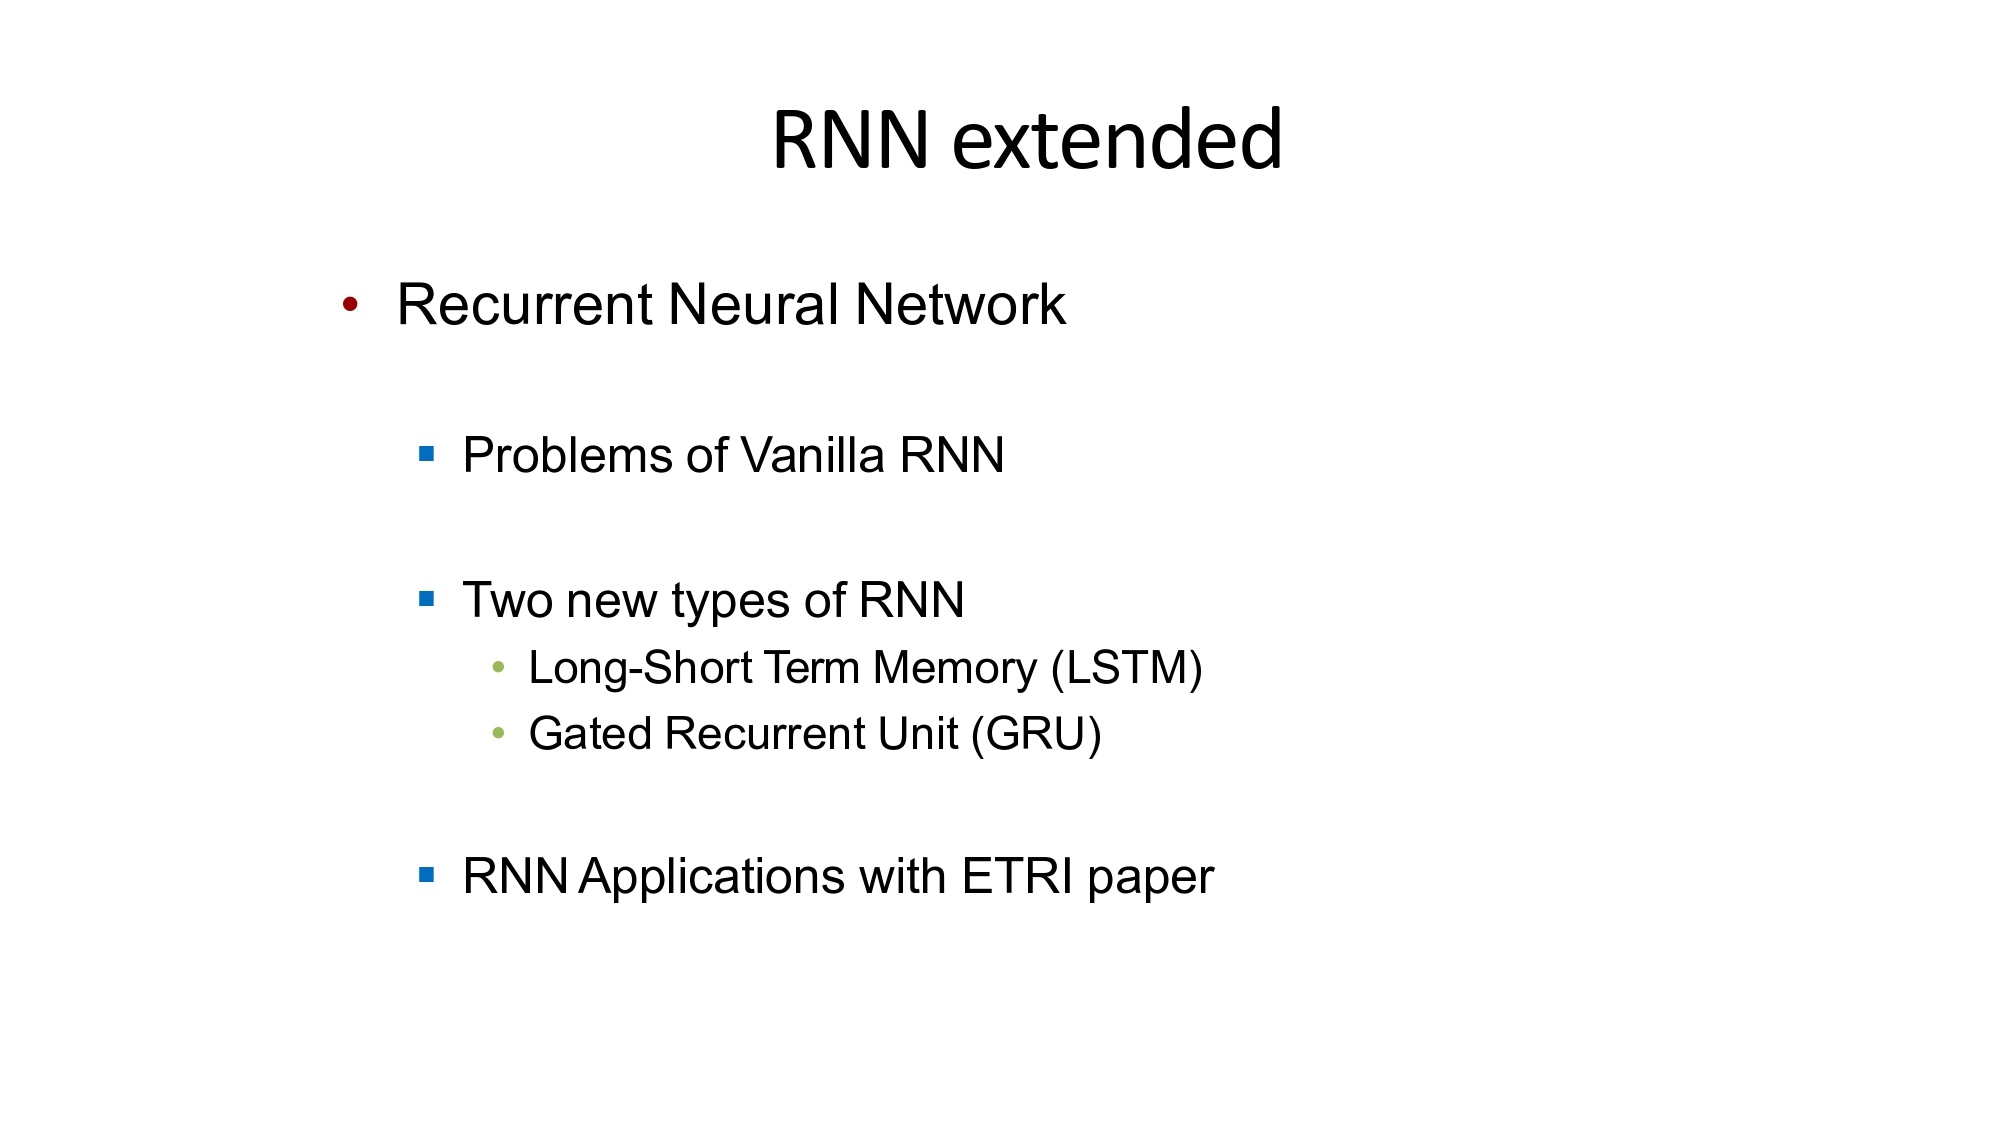 RNN extended
• Recurrent Neural Network
▪ Problems of Vanilla RNN
▪ Two new types of RNN
• Long-Short Term Memory (LSTM)
• Gated Recurrent Unit (GRU)
▪ RNN Applications with ETRI paper